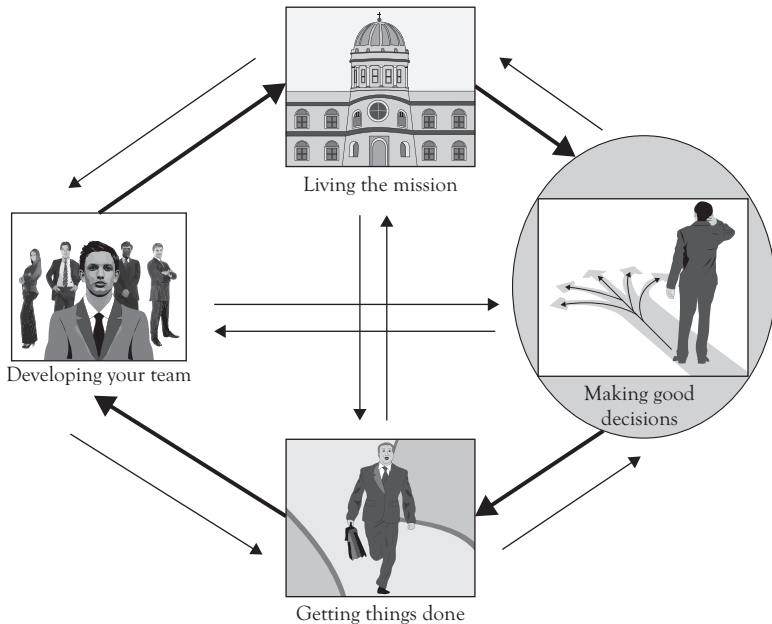 Living the mission
Developing your team
Making good
decisions
Getting things done